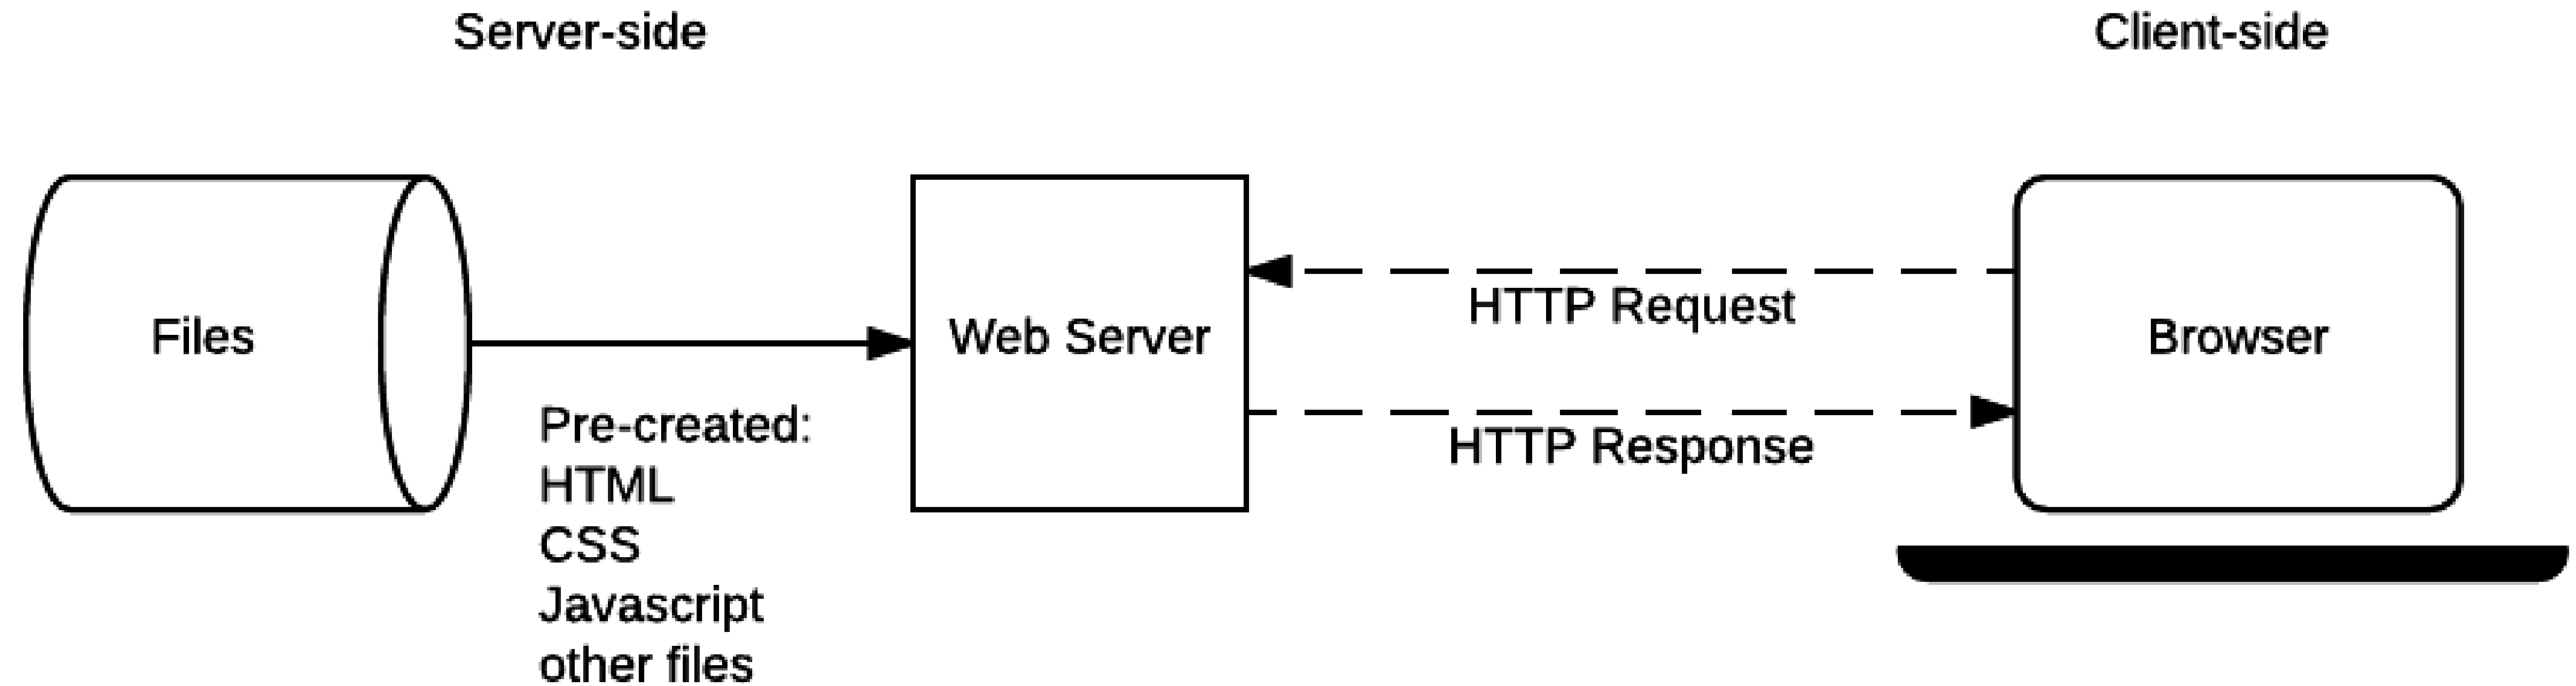 Server-side
Client-side
Files
Web Server
HTTP Request
Browser
HTTP Response
Pre-created:
HTML
CSS
Javascript
other files